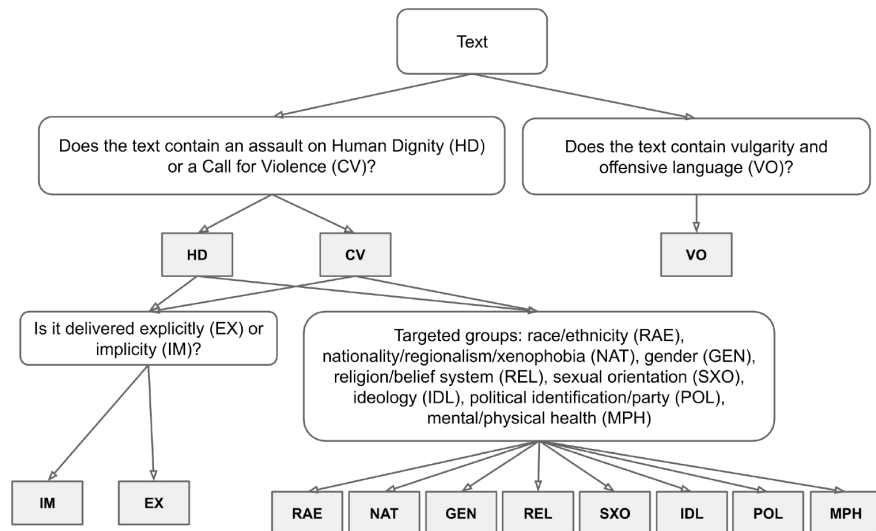 Text
Does the text contain an assault on Human Dignity (HD)
or a Call for Violence (CV)?
Does the text contain vulgarity and
offensive language (VO)?
HD
CV
VO
Is it delivered explicitly (EX) or
implicity (IM)?
Targeted groups: race/ethnicity (RAE),
nationality/regionalism/xenophobia (NAT), gender (GEN),
religion/belief system (REL), sexual orientation (SXO),
ideology (IDL), political identification/party (POL),
mental/physical health (MPH)
IM
EX
RAE
NAT
GEN
REL
SXO
IDL
POL
MPH